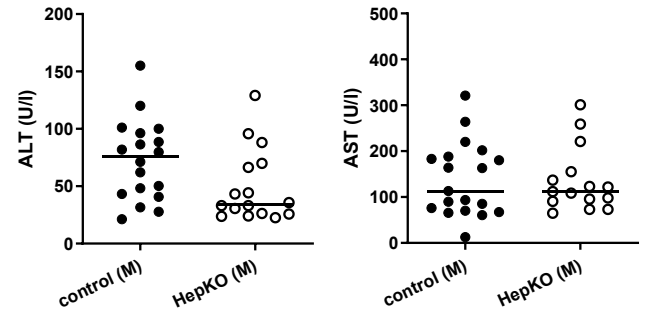 200
150
100
50
0
ALT (U/l)
control (M)
HepKO (M)
500
400
300
200
100
0
AST (U/l)
control (M)
HepKO (M)